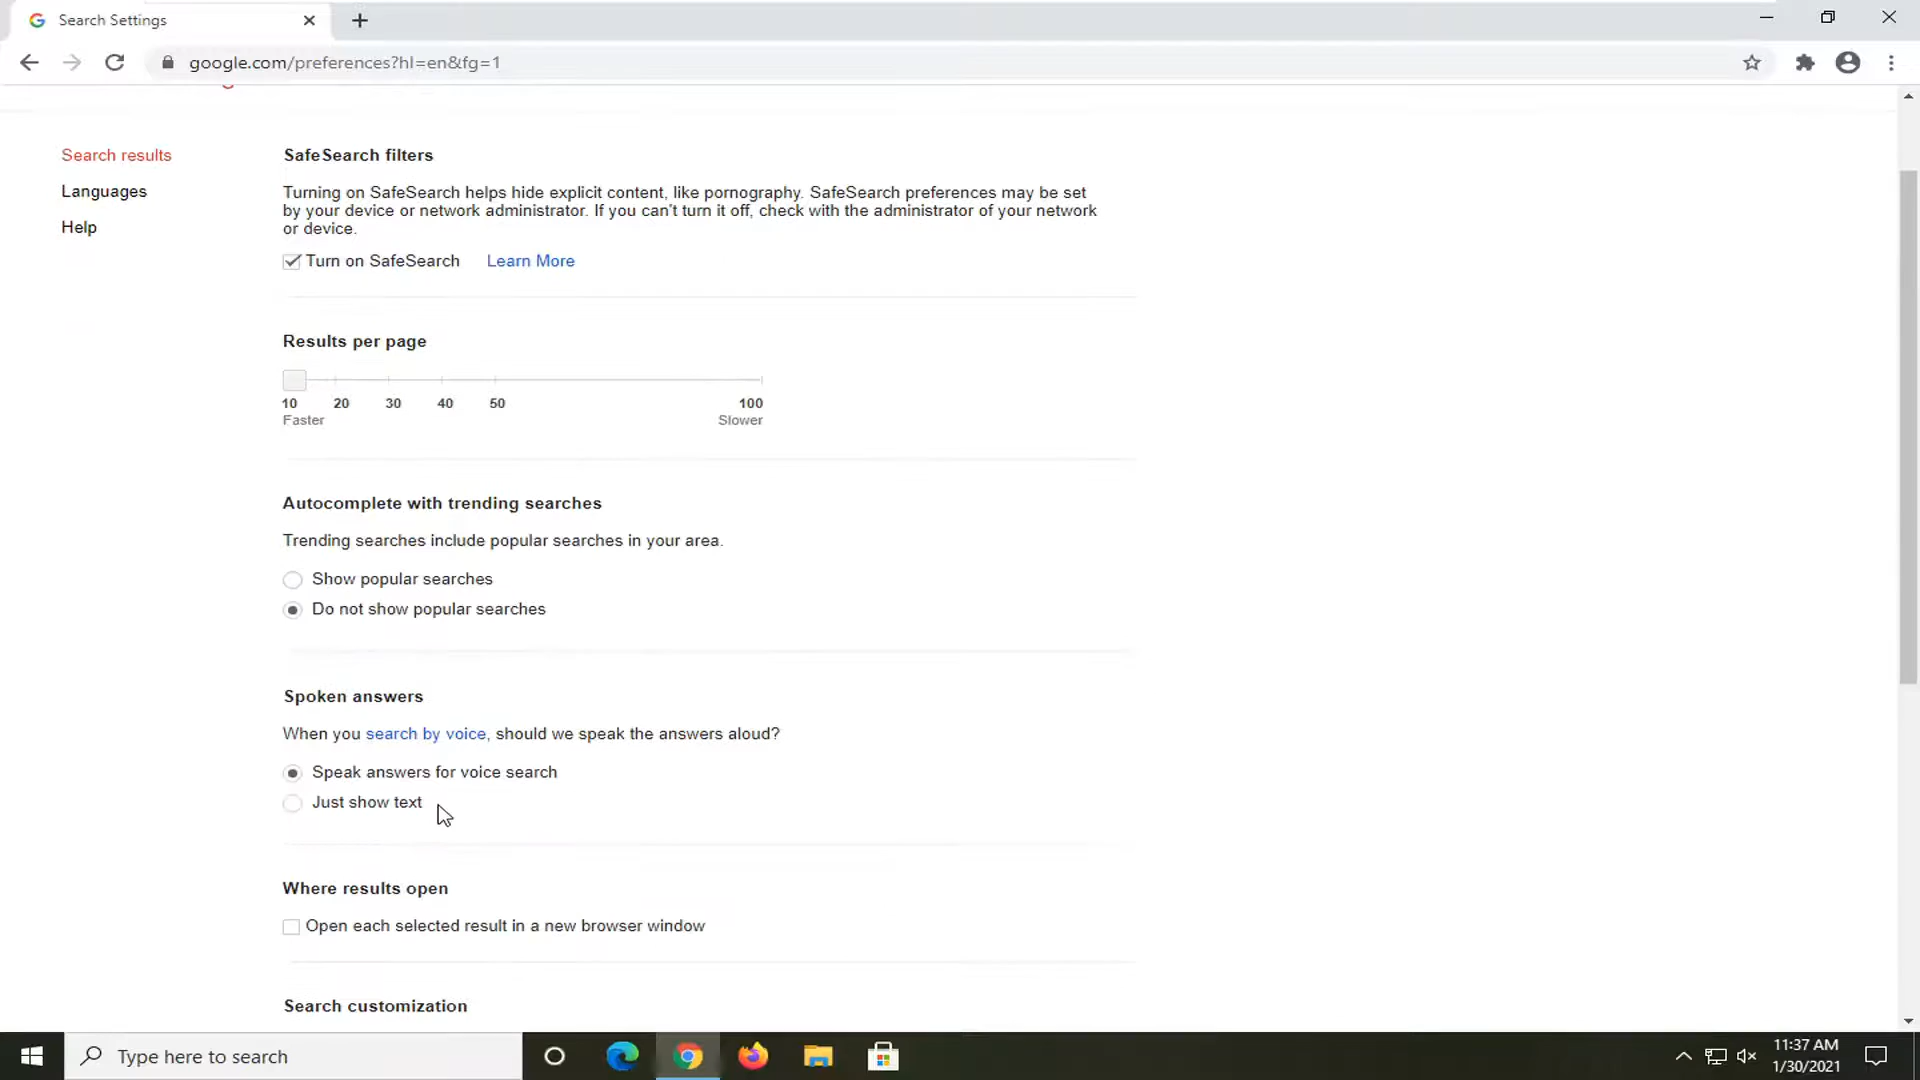 Search Settings
google.com/preferences?hl=en&fg=1
Search results
Languages
Help
SafeSearch filters
Turning on SafeSearch helps hide explicit content, like pornography. SafeSearch preferences may be set
by your device or network administrator. If you can't turn it off, check with the administrator of your network
or device.
Turn on SafeSearch Learn More
Results per page
10 20 30 40 50 100
Faster Slower
Autocomplete with trending searches
Trending searches include popular searches in your area.
Show popular searches
Do not show popular searches
Spoken answers
When you search by voice, should we speak the answers aloud?
Speak answers for voice search
Just show text
Where results open
Open each selected result in a new browser window
Search customization
Type here to search
11:37 AM
1/30/2021